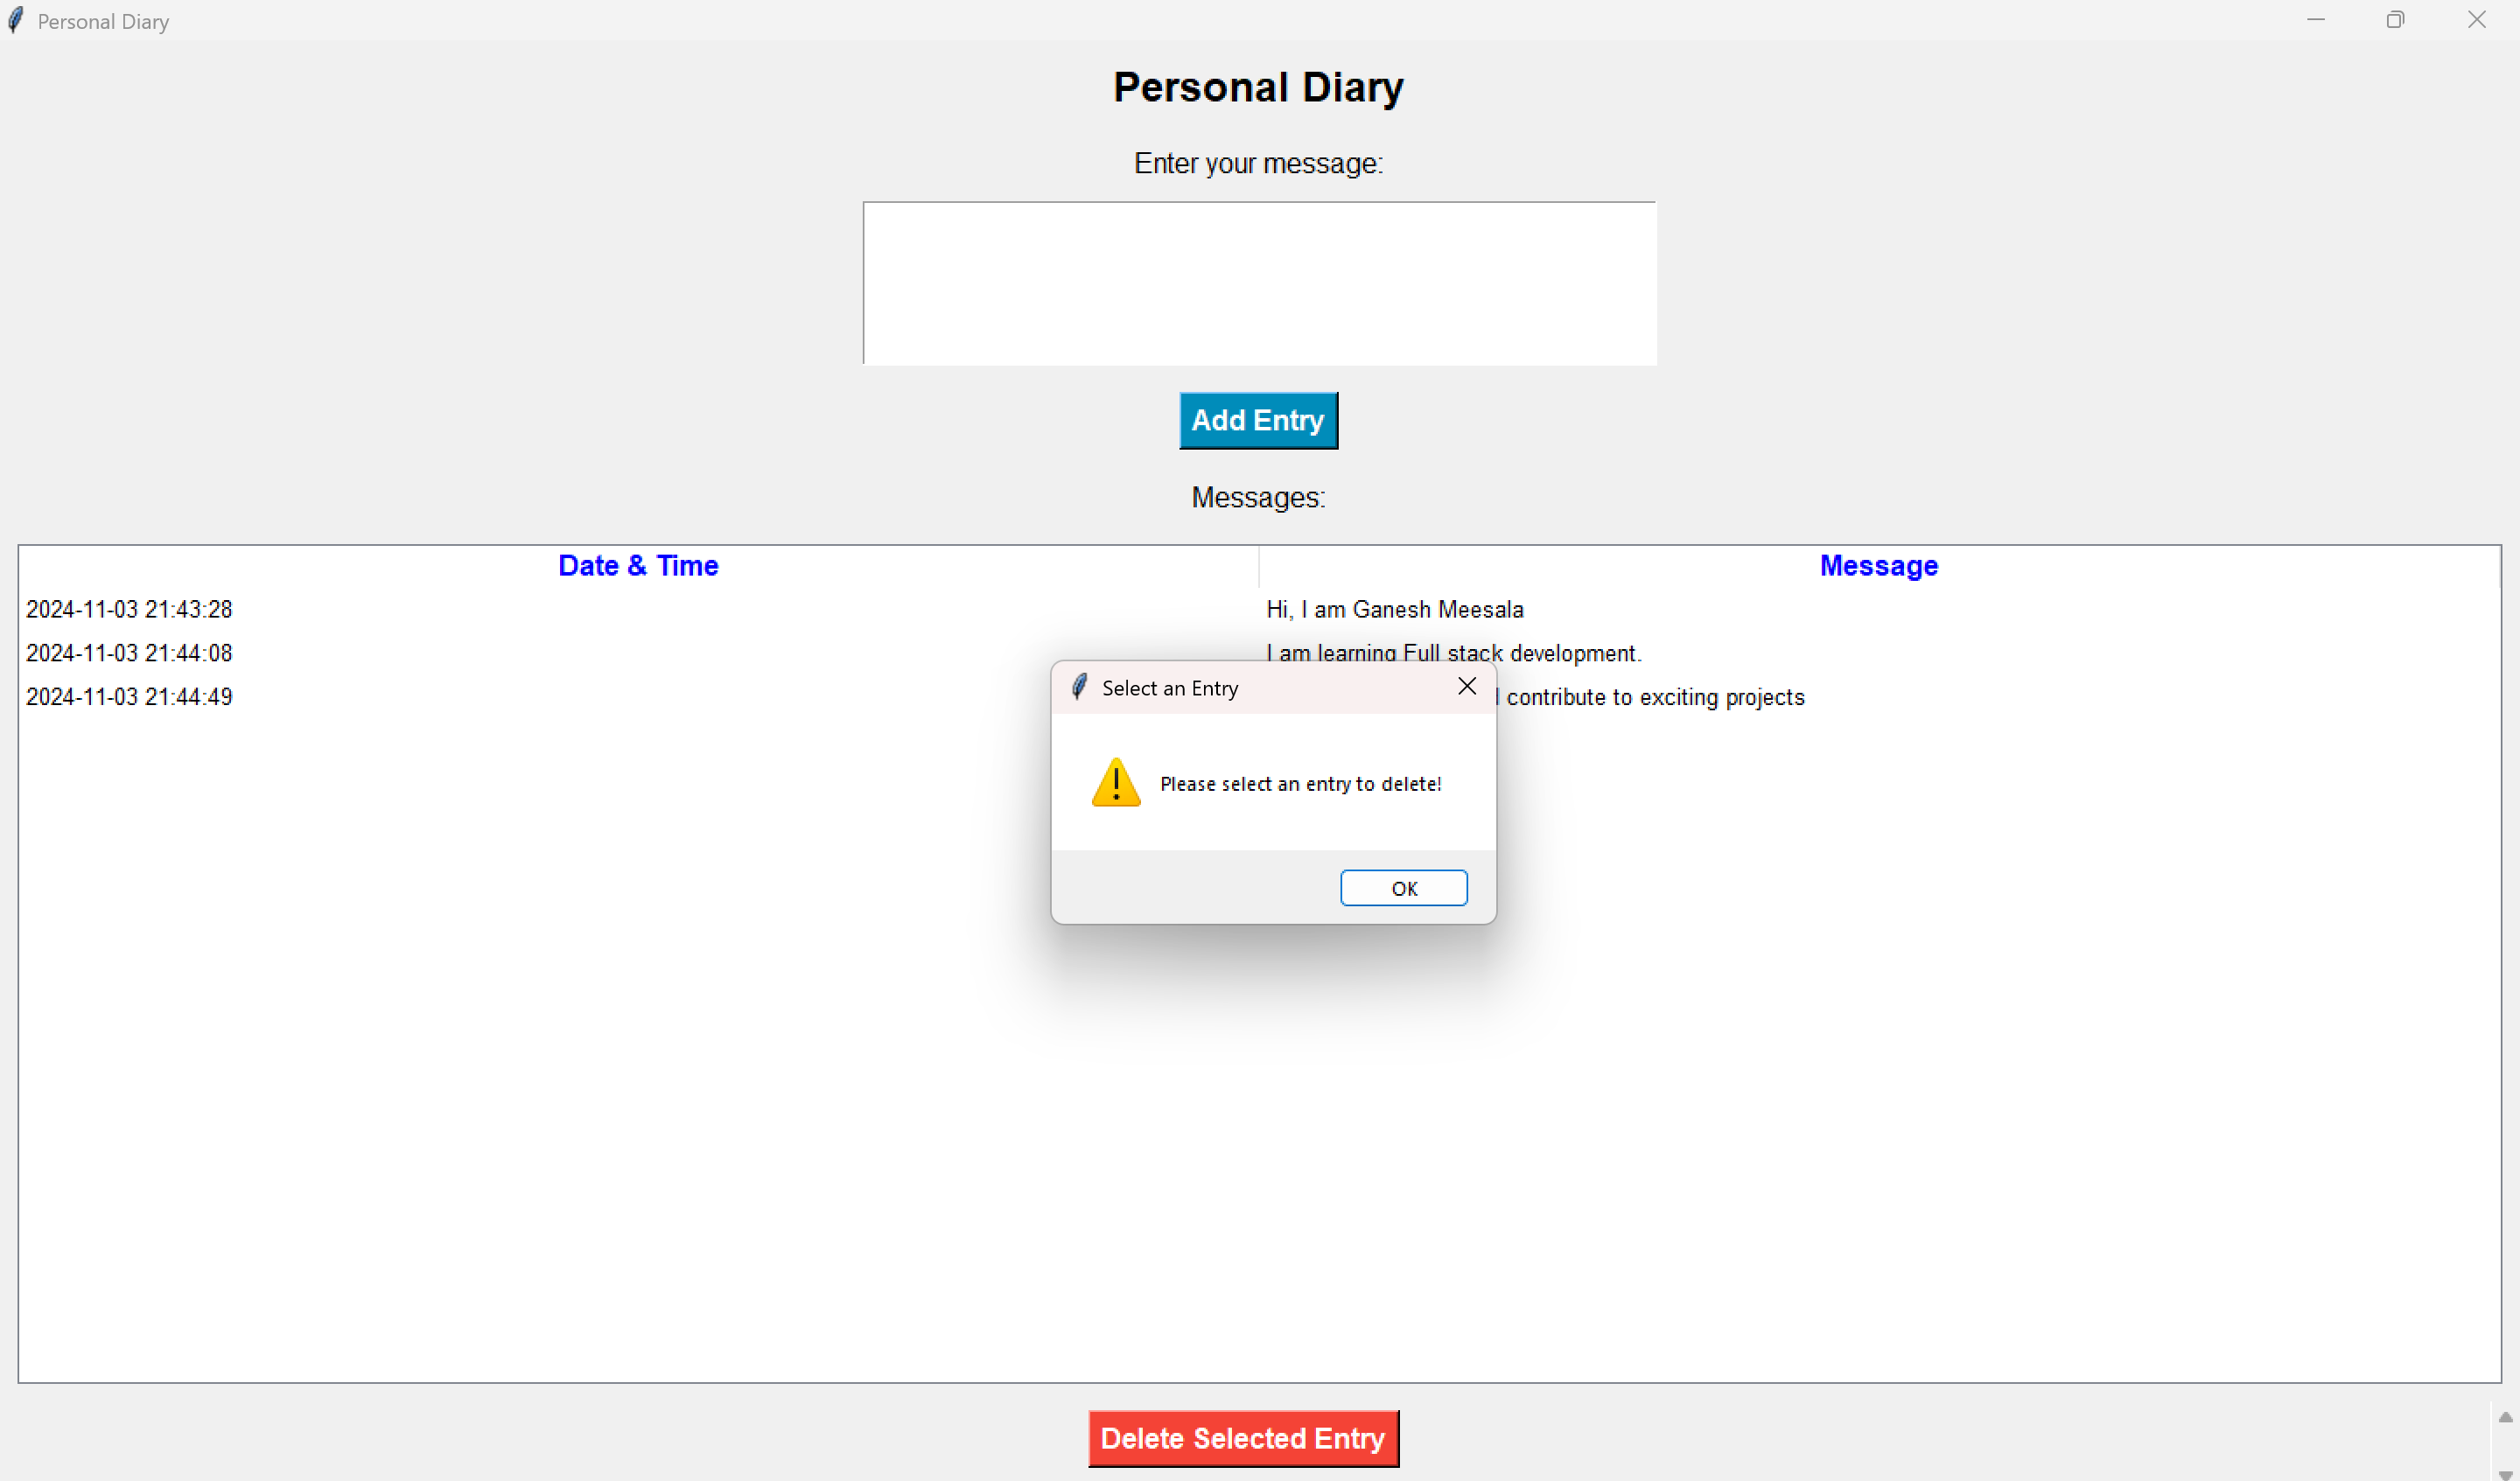 Personal Diary
Personal Diary
Enter your message:
Add Entry
Messages:
Date & Time Message
2024-11-03 21:43:28 Hi, I am Ganesh Meesala
2024-11-03 21:44:08 I am learning Full stack development.
2024-11-03 21:44:49 contribute to exciting projects
Select an Entry
Please select an entry to delete!
OK
Delete Selected Entry